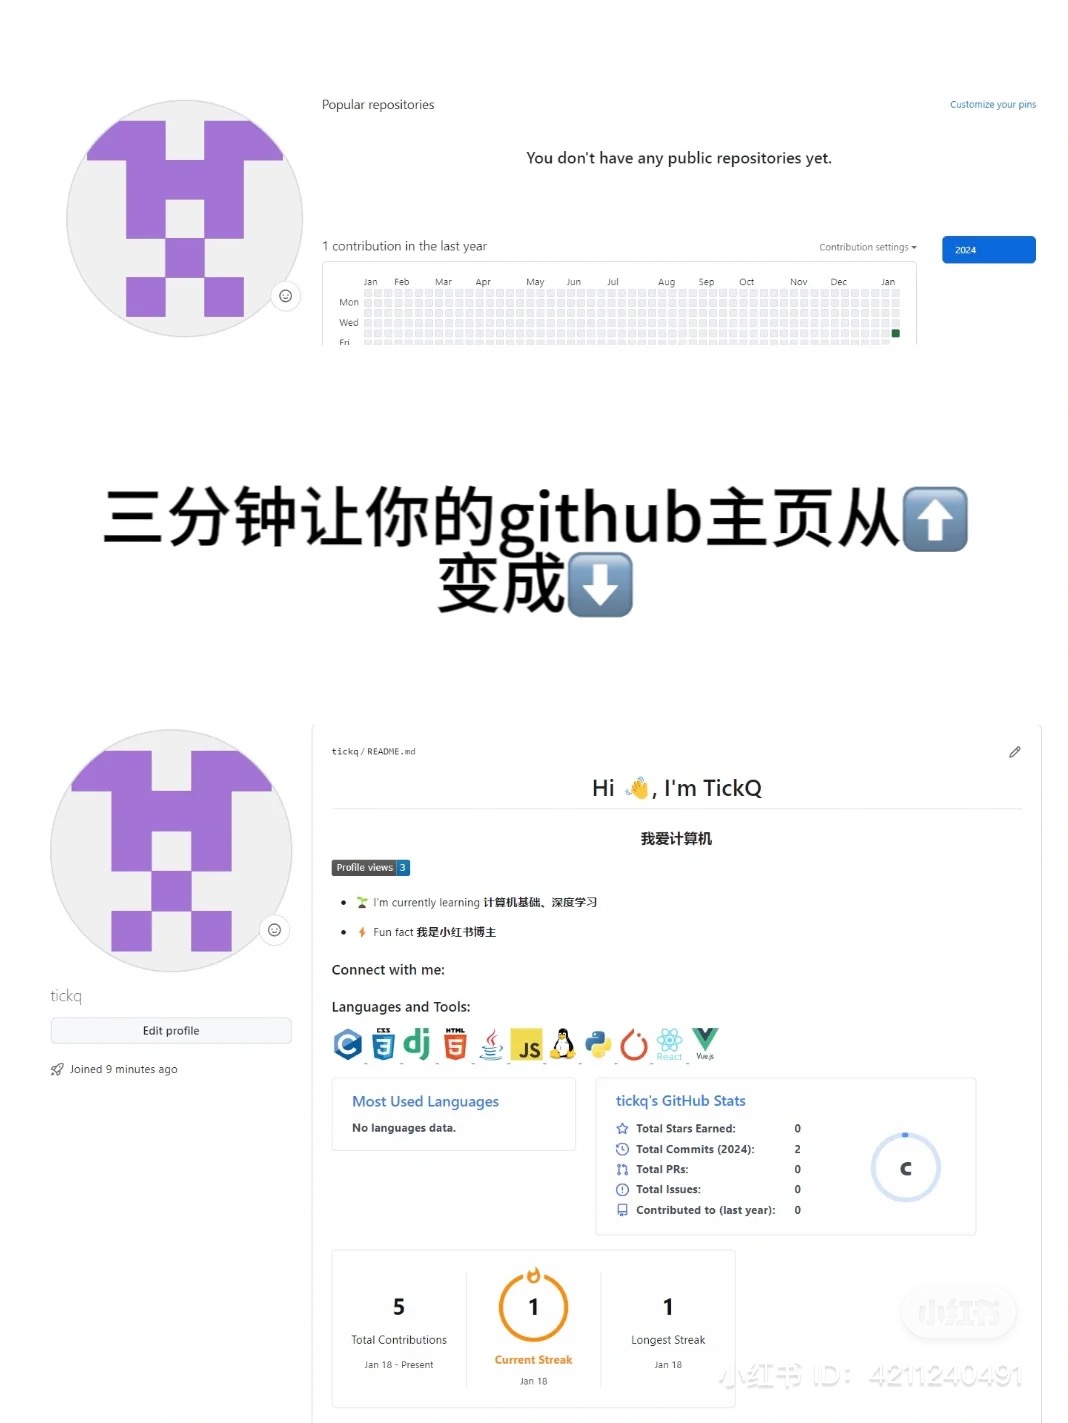 Popular repositories
Customize your pins
You don't have any public repositories yet.
1 contribution in the last year
Contribution settings
2024
Jan Feb Mar Apr May Jun Jul Aug Sep Oct Nov Dec Jan
Mon
Wed
Fri
三分钟让你的github主页从⬆️
变成⬇️
tickq/README.md
Hi 👋, I'm TickQ
我爱计算机
Profile views 3
🌱 I'm currently learning 计算机基础、深度学习
⚡ Fun fact 我是小红书博主
Connect with me:
Languages and Tools:
CSS
3
dj
HTML
5
JS
React
Vue.js
tickq
Edit profile
Joined 9 minutes ago
Most Used Languages
No languages data.
tickq's GitHub Stats
Total Stars Earned: 0
Total Commits (2024): 2
Total PRs: 0
Total Issues: 0
Contributed to (last year): 0
C
5
Total Contributions
Jan 18 - Present
1
Current Streak
Jan 18
1
Longest Streak
Jan 18
小红书
小红书 ID: 4211240491